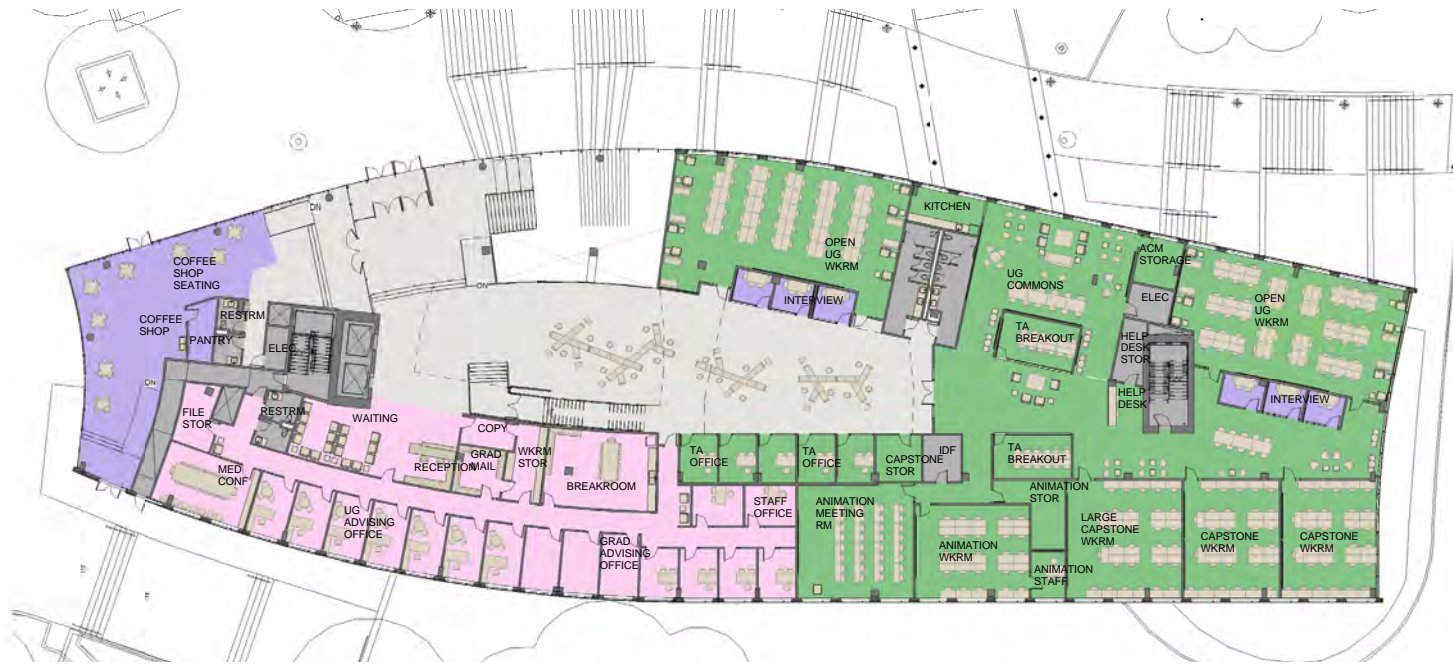 DN
COFFEE
SHOP
SEATING
COFFEE
SHOP
RESTRM
PANTRY
ELEC
DN
DN
KITCHEN
OPEN
UG
WKRM
INTERVIEW
UG
COMMONS
ACM
STORAGE
ELEC
OPEN
UG
WKRM
TA
BREAKOUT
HELP
DESK
STOR
HELP
DESK
INTERVIEW
FILE
STOR
RESTRM
WAITING
MED
CONF
RECEPTION
COPY
GRAD
MAIL
WKRM
STOR
BREAKROOM
UG
ADVISING
OFFICE
GRAD
ADVISING
OFFICE
STAFF
OFFICE
TA
OFFICE
TA
OFFICE
CAPSTONE
STOR
IDF
TA
BREAKOUT
ANIMATION
STOR
ANIMATION
MEETING
RM
ANIMATION
WKRM
ANIMATION
STAFF
LARGE
CAPSTONE
WKRM
CAPSTONE
WKRM
CAPSTONE
WKRM